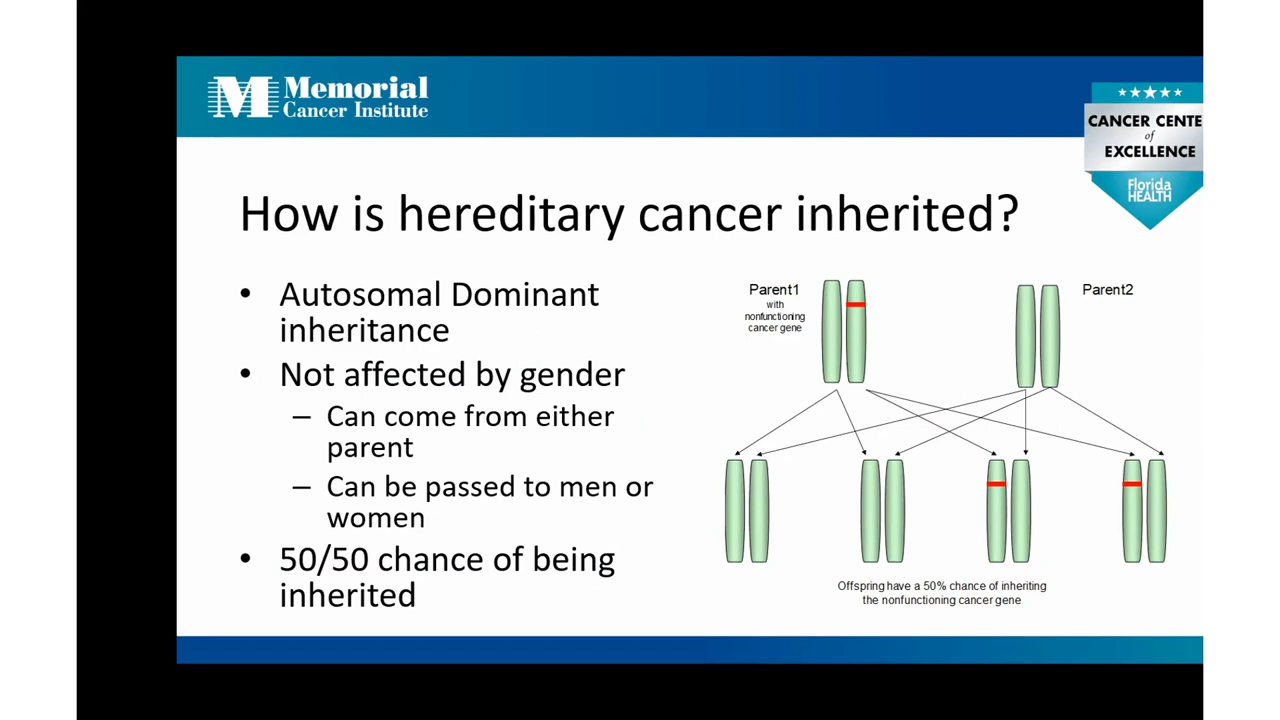 Memorial
Cancer Institute
★★★★★
CANCER CENTE
of
EXCELLENCE
Florida
HEALTH
How is hereditary cancer inherited?
• Autosomal Dominant
inheritance
• Not affected by gender
– Can come from either
parent
– Can be passed to men or
women
• 50/50 chance of being
inherited
Parent1
with
nonfunctioning
cancer gene
Parent2
Offspring have a 50% chance of inheriting
the nonfunctioning cancer gene